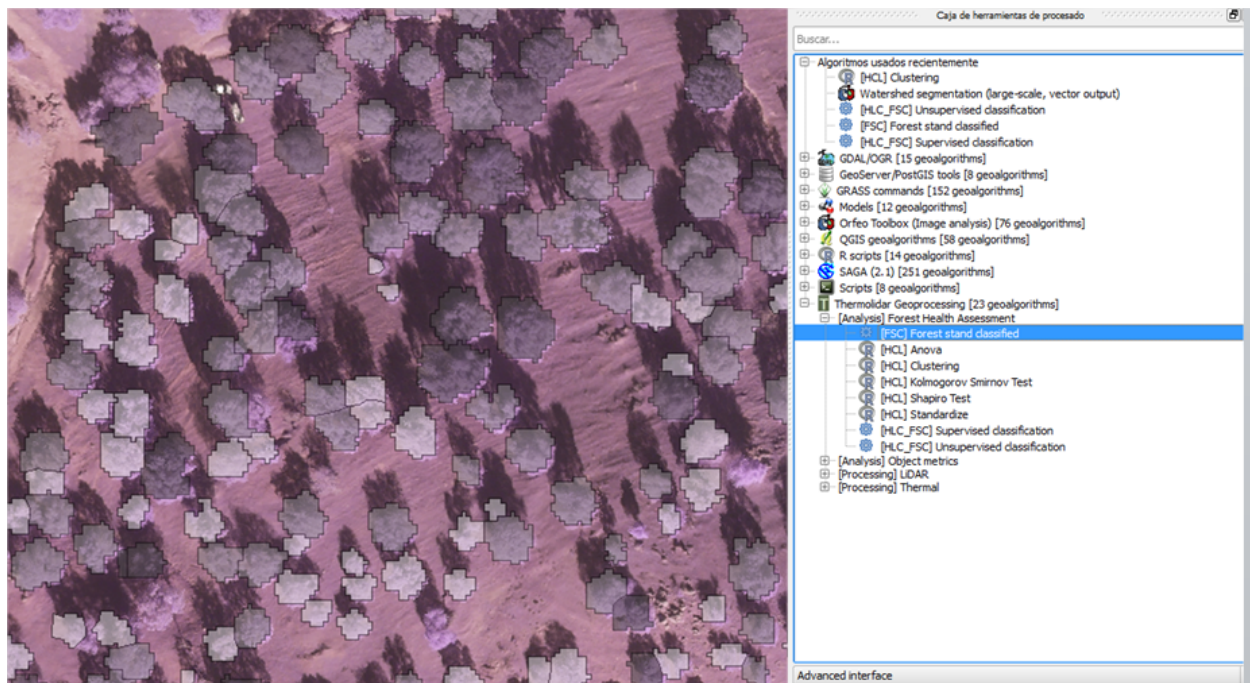 Caja de herramientas de procesado
Buscar...
Algoritmos usados recientemente
[HCL] Clustering
Watershed segmentation (large-scale, vector output)
[HLC_FSC] Unsupervised classification
[FSC] Forest stand classified
[HLC_FSC] Supervised classification
GDAL/OGR [15 geoalgorithms]
GeoServer/PostGIS tools [8 geoalgorithms]
GRASS commands [152 geoalgorithms]
Models [12 geoalgorithms]
Orfeo Toolbox (Image analysis) [76 geoalgorithms]
QGIS geoalgorithms [58 geoalgorithms]
R scripts [14 geoalgorithms]
SAGA (2.1) [251 geoalgorithms]
Scripts [8 geoalgorithms]
Thermolidar Geoprocessing [23 geoalgorithms]
[Analysis] Forest Health Assessment
[FSC] Forest stand classified
[HCL] Anova
[HCL] Clustering
[HCL] Kolmogorov Smirnov Test
[HCL] Shapiro Test
[HCL] Standardize
[HLC_FSC] Supervised classification
[HLC_FSC] Unsupervised classification
[Analysis] Object metrics
[Processing] LiDAR
[Processing] Thermal
Advanced interface